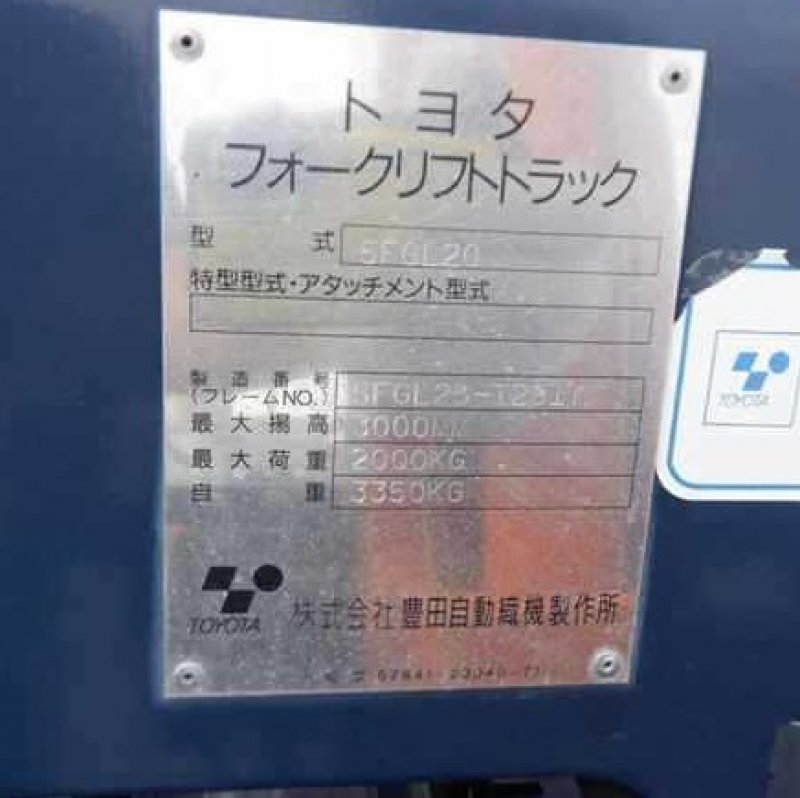 トヨタ
フォークリフトトラック
型式 5FGL20
特型型式・アタッチメント型式
製造番号
(フレームNO.)
最大揚高 3000MM
最大荷重 2000KG
自重 3350KG
TOYOTA 株式会社豊田自動織機製作所
TOYOTA